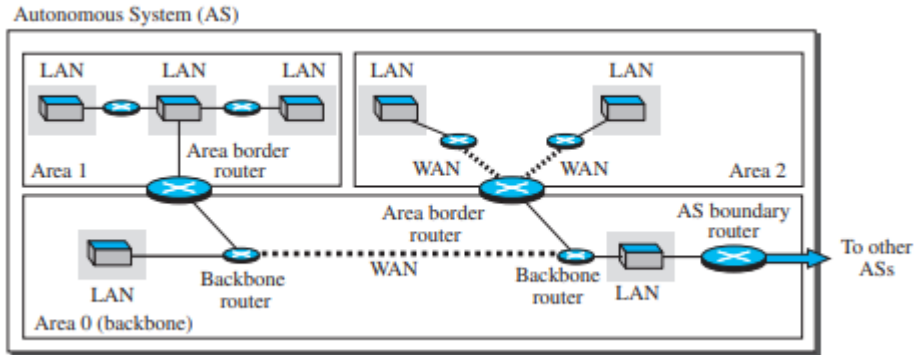 Autonomous System (AS)
LAN
LAN
LAN
LAN
LAN
Area border
router
Area 1
WAN
WAN
Area 2
Area border
router
AS boundary
router
To other
ASs
LAN
Backbone
router
WAN
Backbone
router
LAN
Area 0 (backbone)